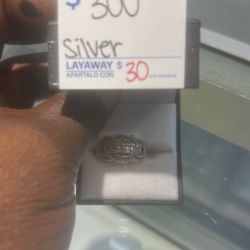 $ 300
Silver
LAYAWAY $ 30
APARTALO CON